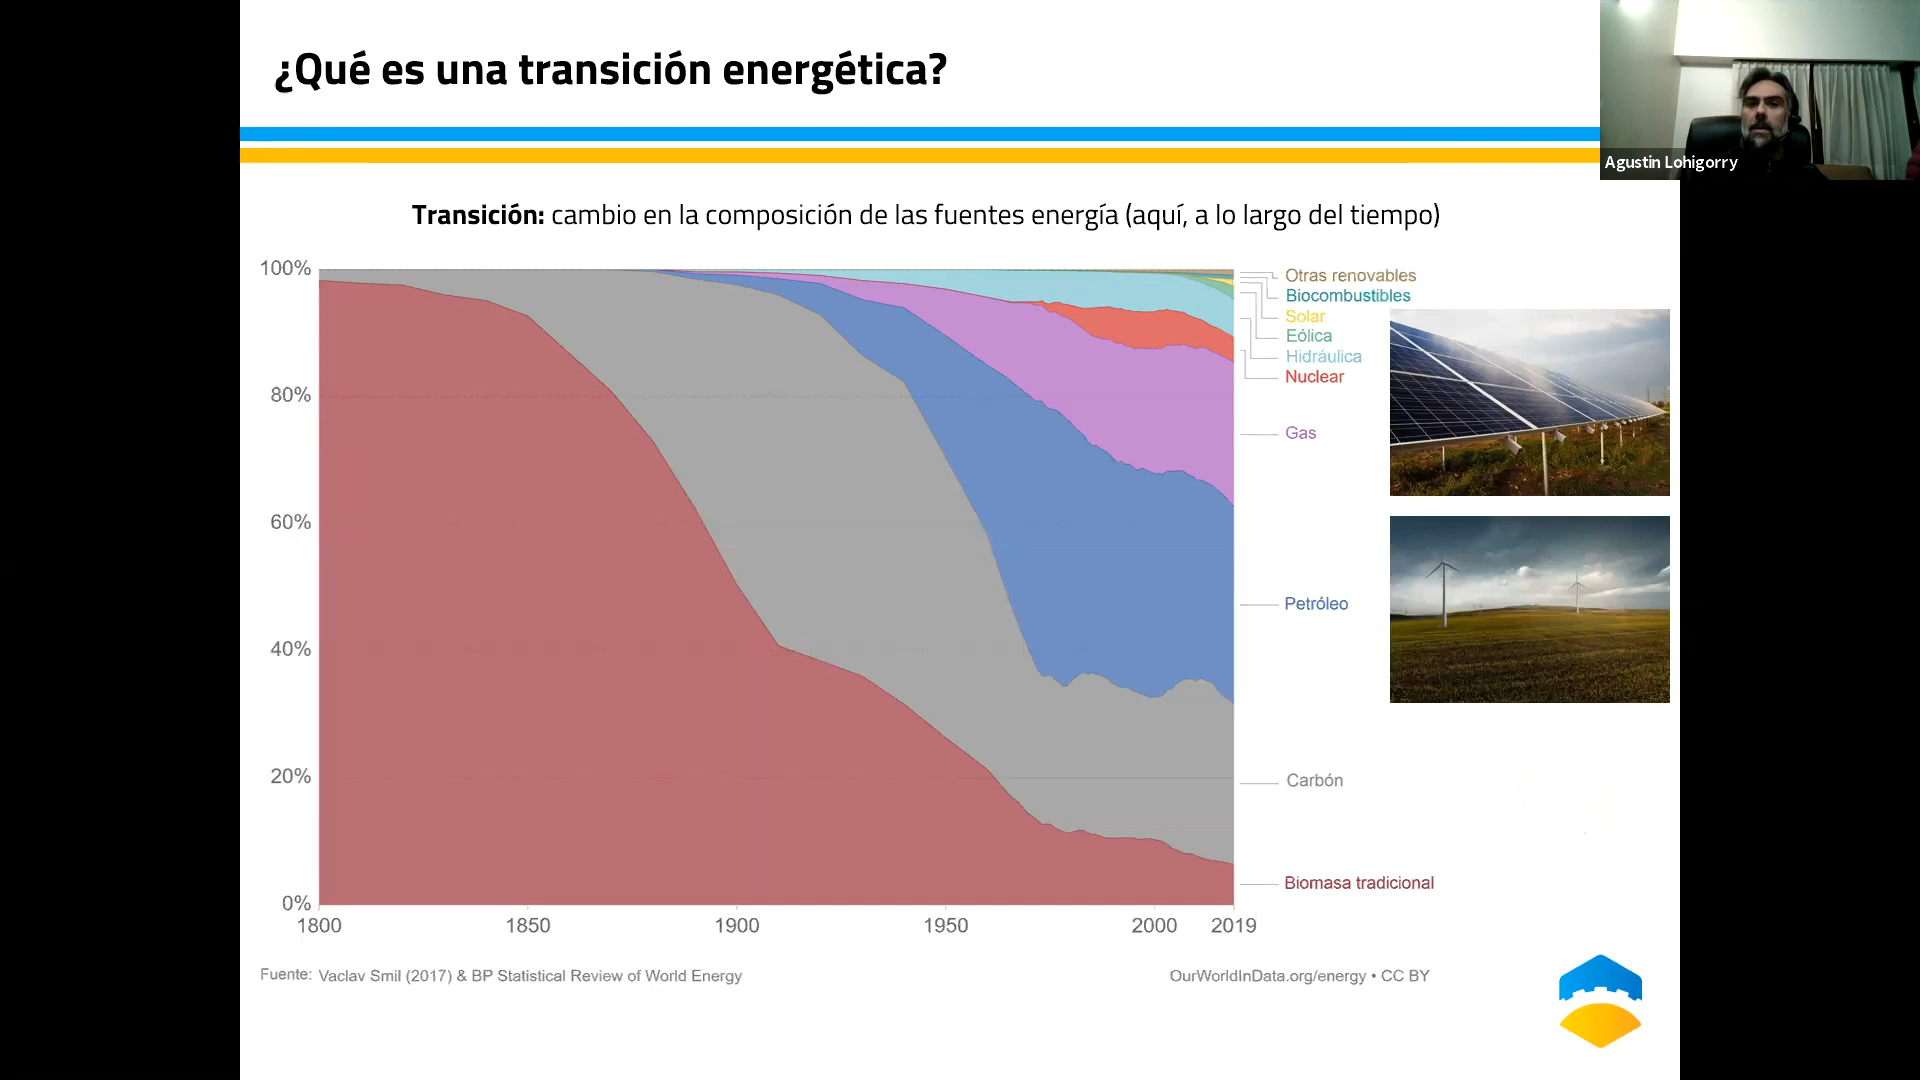 ¿Qué es una transición energética?
Agustin Lohigorry
Transición: cambio en la composición de las fuentes energía (aquí, a lo largo del tiempo)
100%
80%
60%
40%
20%
0%
1800
1850
1900
1950
2000
2019
Otras renovables
Biocombustibles
Solar
Eólica
Hidráulica
Nuclear
Gas
Petróleo
Carbón
Biomasa tradicional
Fuente: Vaclav Smil (2017) & BP Statistical Review of World Energy
OurWorldInData.org/energy • CC BY